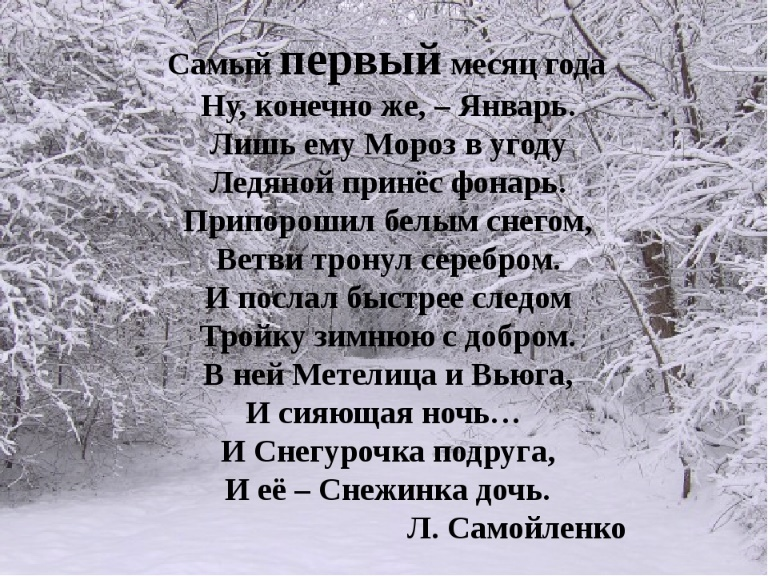 Самый первый месяц года
Ну, конечно же, – Январь.
Лишь ему Мороз в угоду
Ледяной принёс фонарь.
Припорошил белым снегом,
Ветви тронул серебром.
И послал быстрее следом
Тройку зимнюю с добром.
В ней Метелица и Вьюга,
И сияющая ночь…
И Снегурочка подруга,
И её – Снежинка дочь.
Л. Самойленко